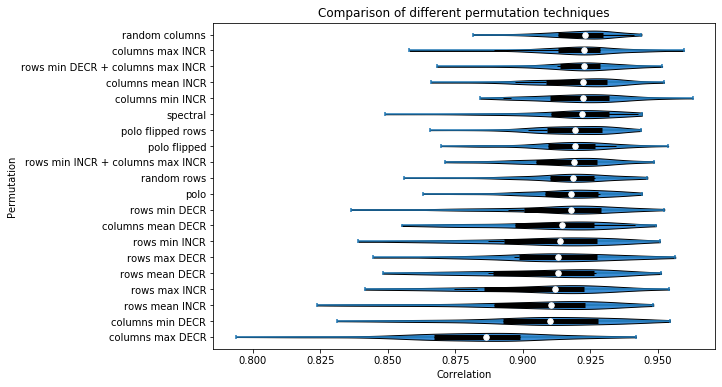 Comparison of different permutation techniques
Permutation
random columns
columns max INCR
rows min DECR + columns max INCR
columns mean INCR
columns min INCR
spectral
polo flipped rows
polo flipped
rows min INCR + columns max INCR
random rows
polo
rows min DECR
columns mean DECR
rows min INCR
rows max DECR
rows mean DECR
rows max INCR
rows mean INCR
columns min DECR
columns max DECR
0.800 0.825 0.850 0.875 0.900 0.925 0.950
Correlation